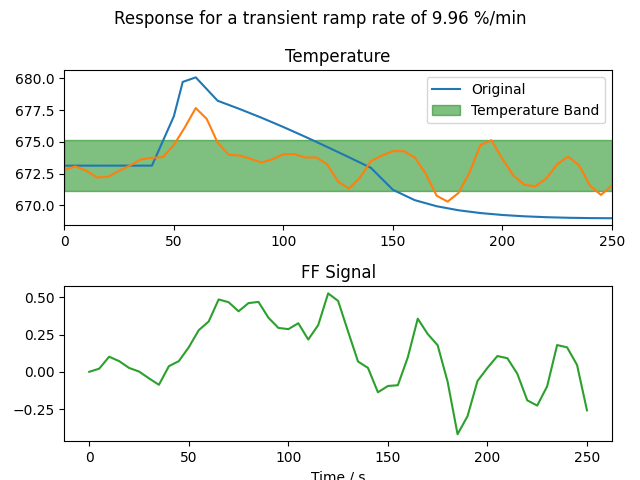 Response for a transient ramp rate of 9.96 %/min
Temperature
680.0
677.5
675.0
672.5
670.0
Original
Temperature Band
0 50 100 150 200 250
FF Signal
0.50
0.25
0.00
−0.25
0 50 100 150 200 250
Time / s